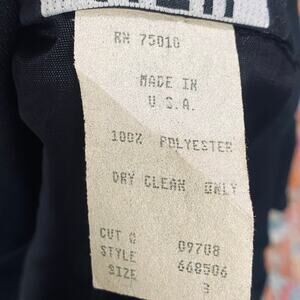 RN 75010
MADE IN
U.S.A.
100% POLYESTER
DRY CLEAN ONLY
CUT # 09708
STYLE 668506
SIZE 3